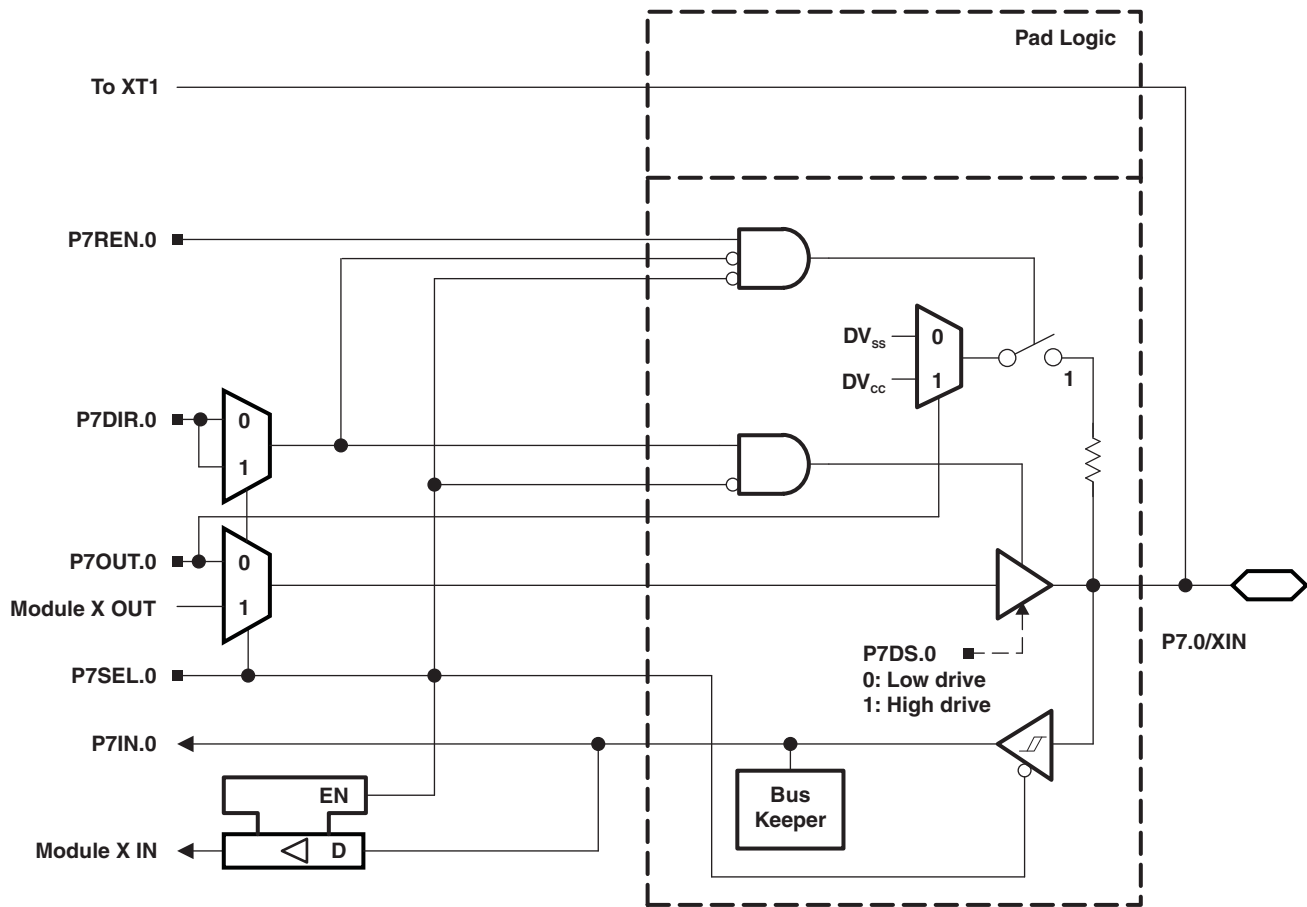 Pad Logic
To XT1
P7REN.0
DVSS
0
DVCC
1
1
P7DIR.0
0
1
P7OUT.0
0
Module X OUT
1
P7DS.0
0: Low drive
1: High drive
P7.0/XIN
P7SEL.0
P7IN.0
EN
Bus
Keeper
Module X IN
D